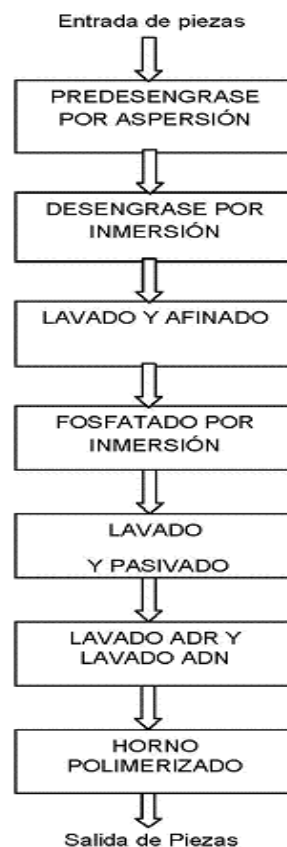 Entrada de piezas
PREDESENGRASE
POR ASPERSIÓN
DESENGRASE POR
INMERSIÓN
LAVADO Y AFINADO
FOSFATADO POR
INMERSIÓN
LAVADO
Y PASIVADO
LAVADO ADR Y
LAVADO ADN
HORNO
POLIMERIZADO
Salida de Piezas